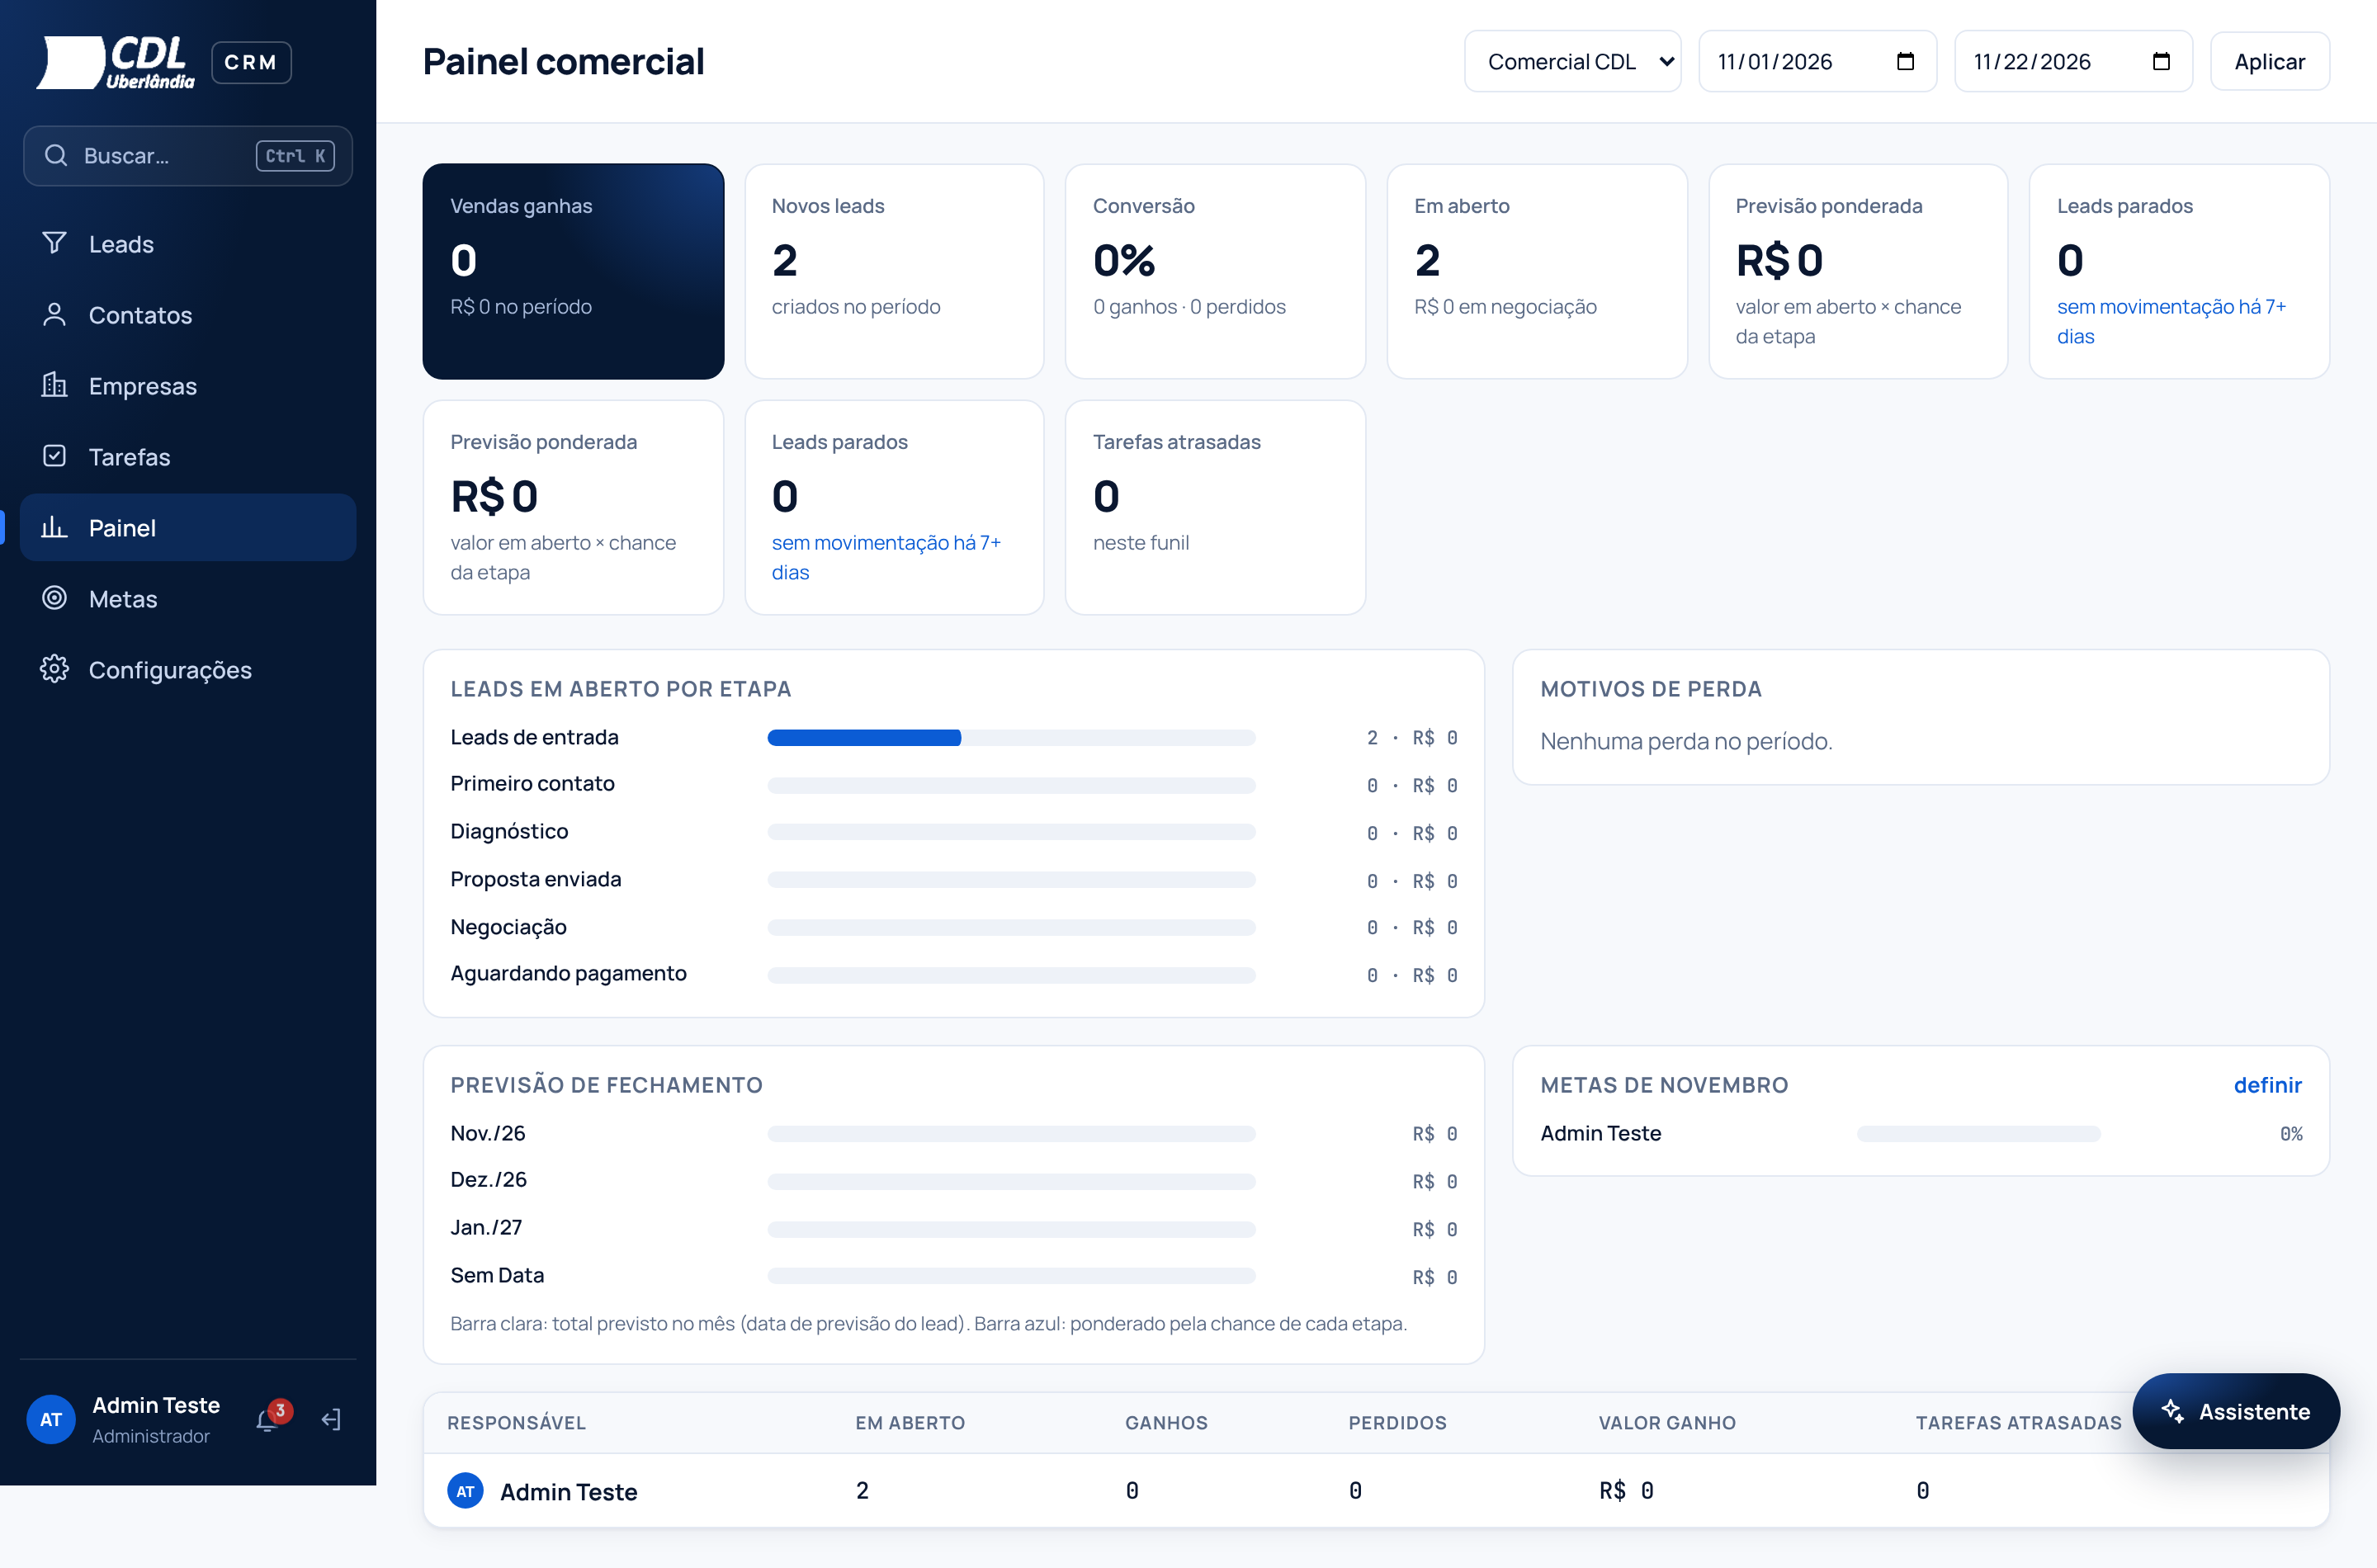 CDL
Uberlândia
CRM
Buscar...
Ctrl K
Leads
Contatos
Empresas
Tarefas
Painel
Metas
Configurações
AT
Admin Teste
Administrador
3
Painel comercial
Comercial CDL
11/01/2026
11/22/2026
Aplicar
Vendas ganhas
0
R$ 0 no período
Novos leads
2
criados no período
Conversão
0%
0 ganhos · 0 perdidos
Em aberto
2
R$ 0 em negociação
Previsão ponderada
R$ 0
valor em aberto × chance
da etapa
Leads parados
0
sem movimentação há 7+
dias
Previsão ponderada
R$ 0
valor em aberto × chance
da etapa
Leads parados
0
sem movimentação há 7+
dias
Tarefas atrasadas
0
neste funil
LEADS EM ABERTO POR ETAPA
Leads de entrada 2 · R$ 0
Primeiro contato 0 · R$ 0
Diagnóstico 0 · R$ 0
Proposta enviada 0 · R$ 0
Negociação 0 · R$ 0
Aguardando pagamento 0 · R$ 0
MOTIVOS DE PERDA
Nenhuma perda no período.
PREVISÃO DE FECHAMENTO
Nov./26 R$ 0
Dez./26 R$ 0
Jan./27 R$ 0
Sem Data R$ 0
Barra clara: total previsto no mês (data de previsão do lead). Barra azul: ponderado pela chance de cada etapa.
METAS DE NOVEMBRO definir
Admin Teste 0%
RESPONSÁVEL EM ABERTO GANHOS PERDIDOS VALOR GANHO TAREFAS ATRASADAS
AT Admin Teste 2 0 0 R$ 0 0
Assistente